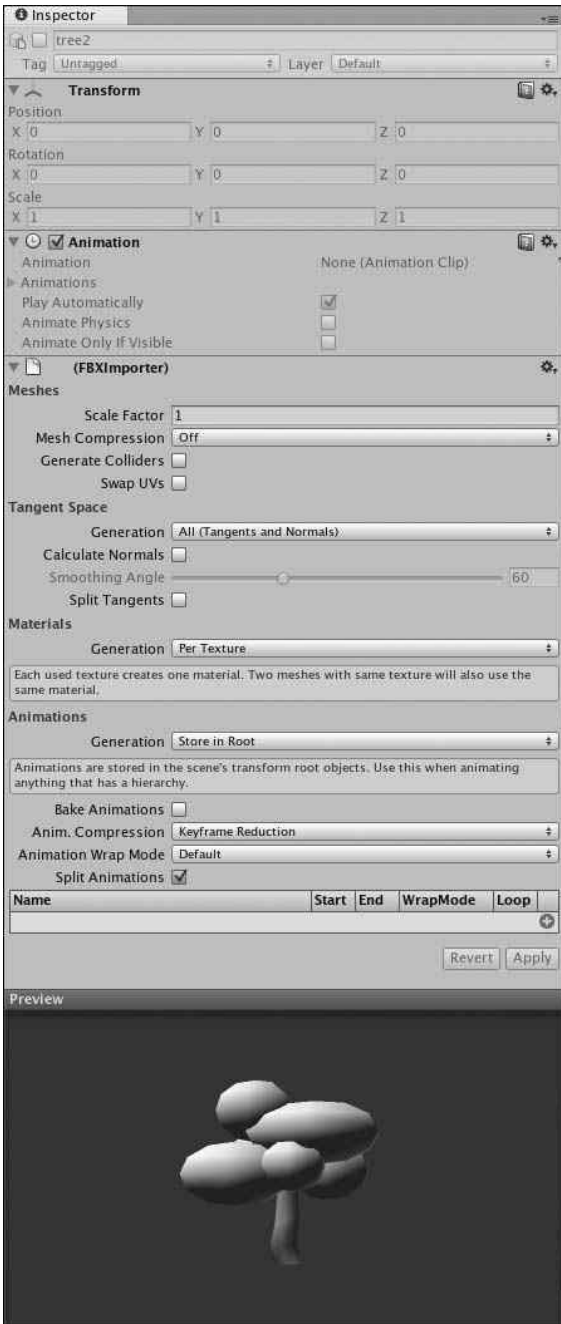 Inspector
tree2
Tag Untagged Layer Default
Transform
Position
X 0 Y 0 Z 0
Rotation
X 0 Y 0 Z 0
Scale
X 1 Y 1 Z 1
Animation
Animation None (Animation Clip)
Animations
Play Automatically
Animate Physics
Animate Only If Visible
(FBXImporter)
Meshes
Scale Factor 1
Mesh Compression Off
Generate Colliders
Swap UVs
Tangent Space
Generation All (Tangents and Normals)
Calculate Normals
Smoothing Angle 60
Split Tangents
Materials
Generation Per Texture
Each used texture creates one material. Two meshes with same texture will also use the
same material.
Animations
Generation Store in Root
Animations are stored in the scene's transform root objects. Use this when animating
anything that has a hierarchy.
Bake Animations
Anim. Compression Keyframe Reduction
Animation Wrap Mode Default
Split Animations
Name Start End WrapMode Loop
Revert Apply
Preview